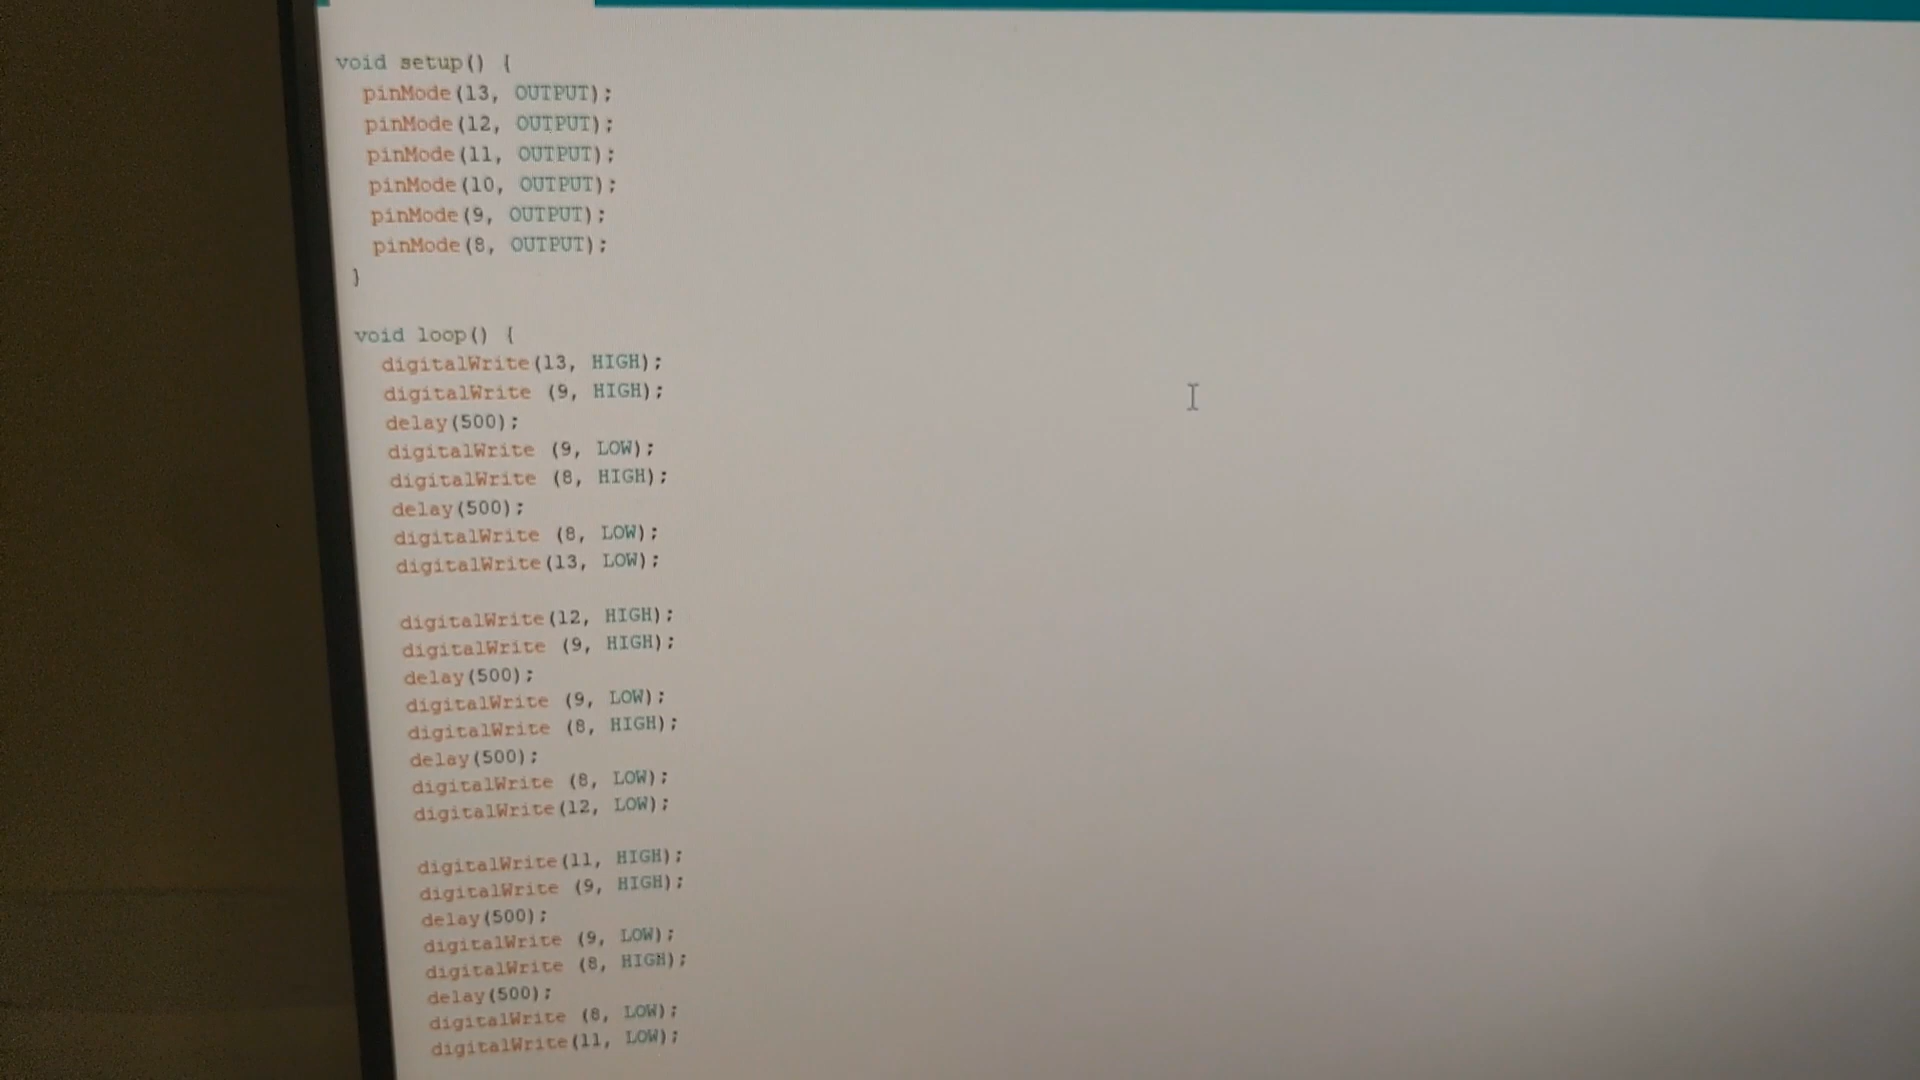 void setup() {
pinMode(13, OUTPUT);
pinMode(12, OUTPUT);
pinMode(11, OUTPUT);
pinMode(10, OUTPUT);
pinMode(9, OUTPUT);
pinMode(8, OUTPUT);
}
void loop() {
digitalWrite(13, HIGH);
digitalWrite (9, HIGH);
delay(500);
digitalWrite (9, LOW);
digitalWrite (8, HIGH);
delay(500);
digitalWrite (8, LOW);
digitalWrite(13, LOW);
digitalWrite(12, HIGH);
digitalWrite (9, HIGH);
delay(500);
digitalWrite (9, LOW);
digitalWrite (8, HIGH);
delay(500);
digitalWrite (8, LOW);
digitalWrite(12, LOW);
digitalWrite(11, HIGH);
digitalWrite (9, HIGH);
delay(500);
digitalWrite (9, LOW);
digitalWrite (8, HIGH);
delay(500);
digitalWrite (8, LOW);
digitalWrite(11, LOW);